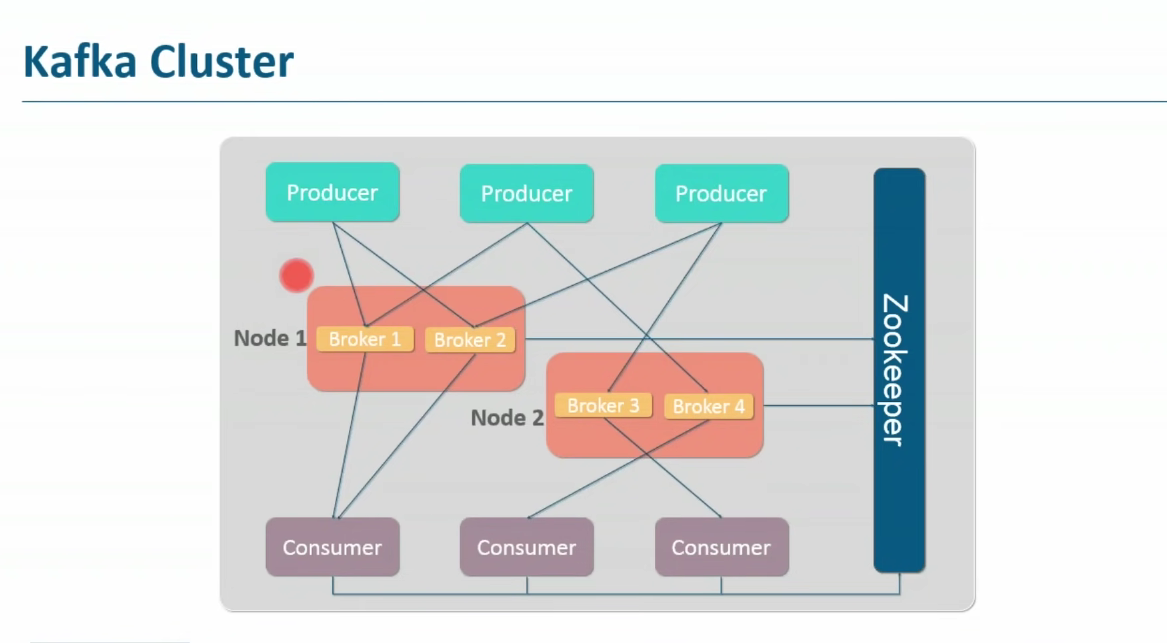 Kafka Cluster
Producer
Producer
Producer
Node 1
Broker 1
Broker 2
Zookeeper
Node 2
Broker 3
Broker 4
Consumer
Consumer
Consumer